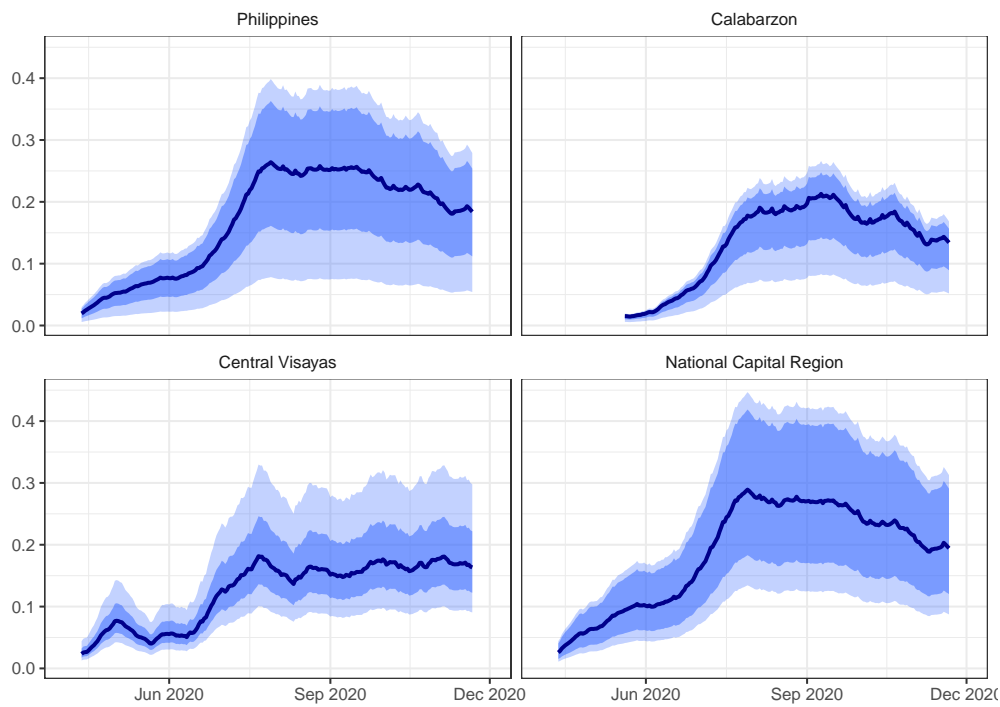 Philippines
Calabarzon
0.4
0.3
0.2
0.1
0.0
Central Visayas
National Capital Region
0.4
0.3
0.2
0.1
0.0
Jun 2020 Sep 2020 Dec 2020 Jun 2020 Sep 2020 Dec 2020